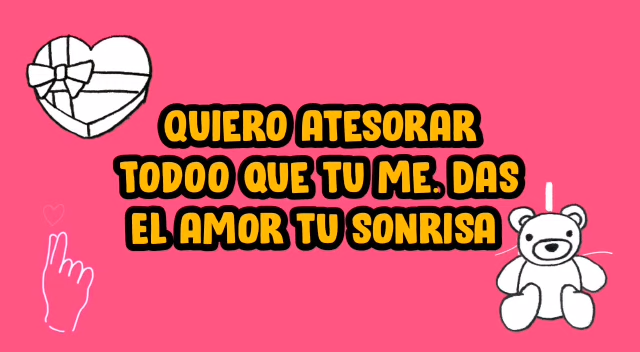 QUIERO ATESORAR
TODOO QUE TU ME. DAS
EL AMOR TU SONRISA